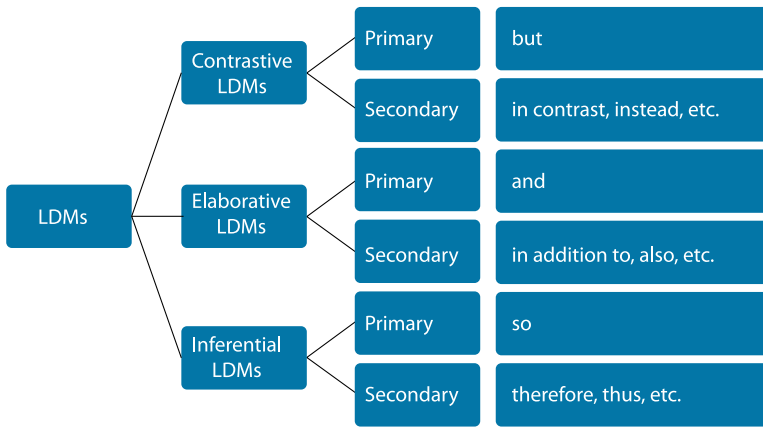 LDMs
Contrastive
LDMs
Primary
but
Secondary
in contrast, instead, etc.
Elaborative
LDMs
Primary
and
Secondary
in addition to, also, etc.
Inferential
LDMs
Primary
so
Secondary
therefore, thus, etc.